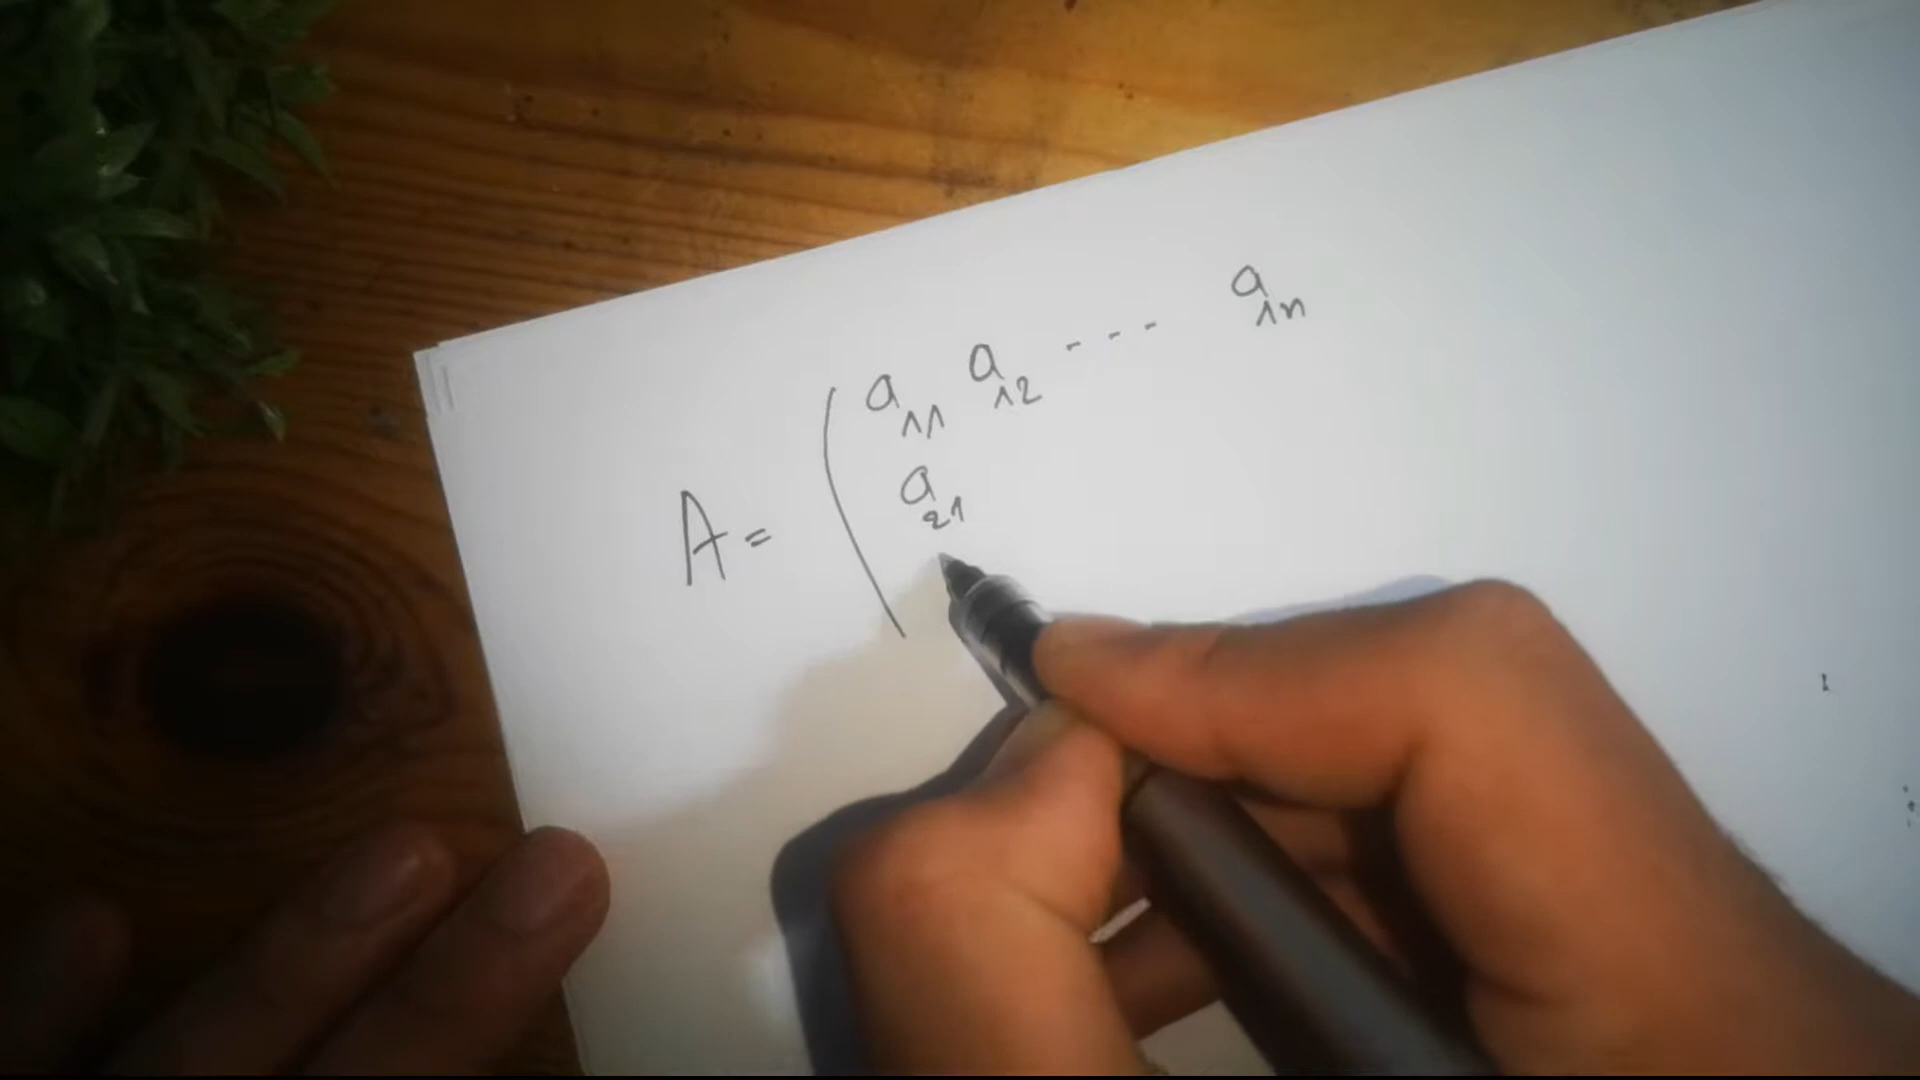 A = ( a₁₁ a₁₂ - - - - a₁ₙ
a₂₁